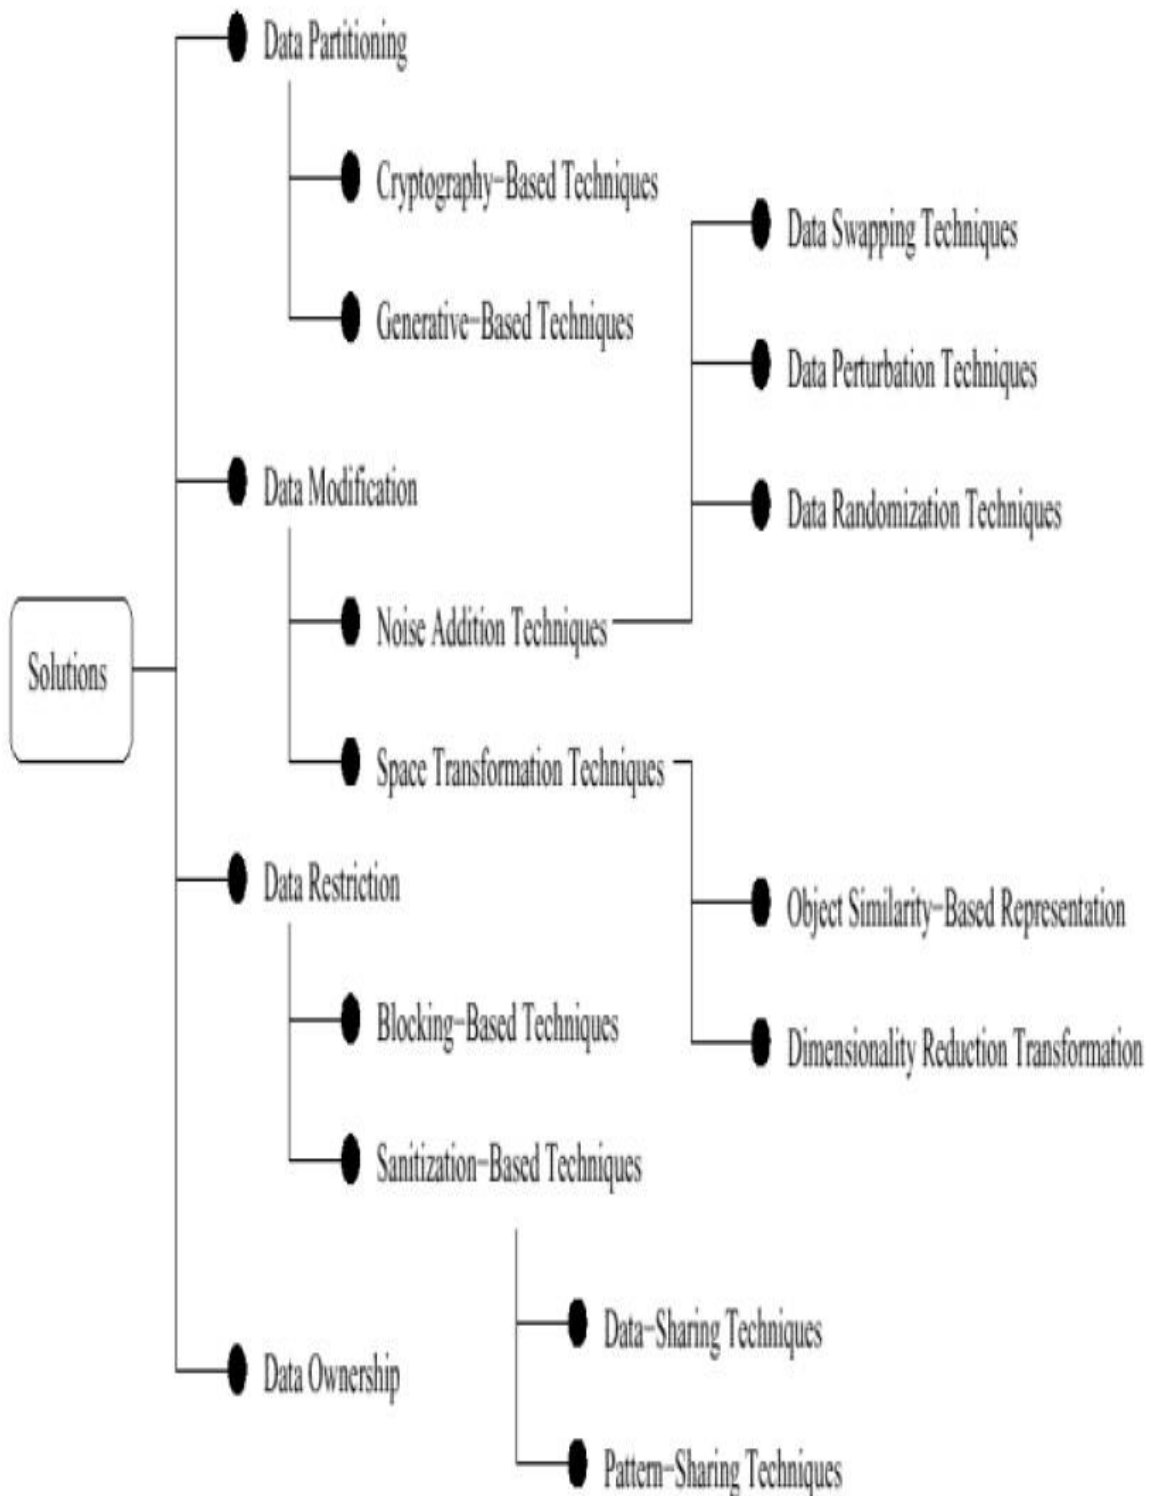 Solutions
Data Partitioning
Cryptography-Based Techniques
Generative-Based Techniques
Data Modification
Noise Addition Techniques
Data Swapping Techniques
Data Perturbation Techniques
Data Randomization Techniques
Space Transformation Techniques
Object Similarity-Based Representation
Dimensionality Reduction Transformation
Data Restriction
Blocking-Based Techniques
Sanitization-Based Techniques
Data-Sharing Techniques
Pattern-Sharing Techniques
Data Ownership